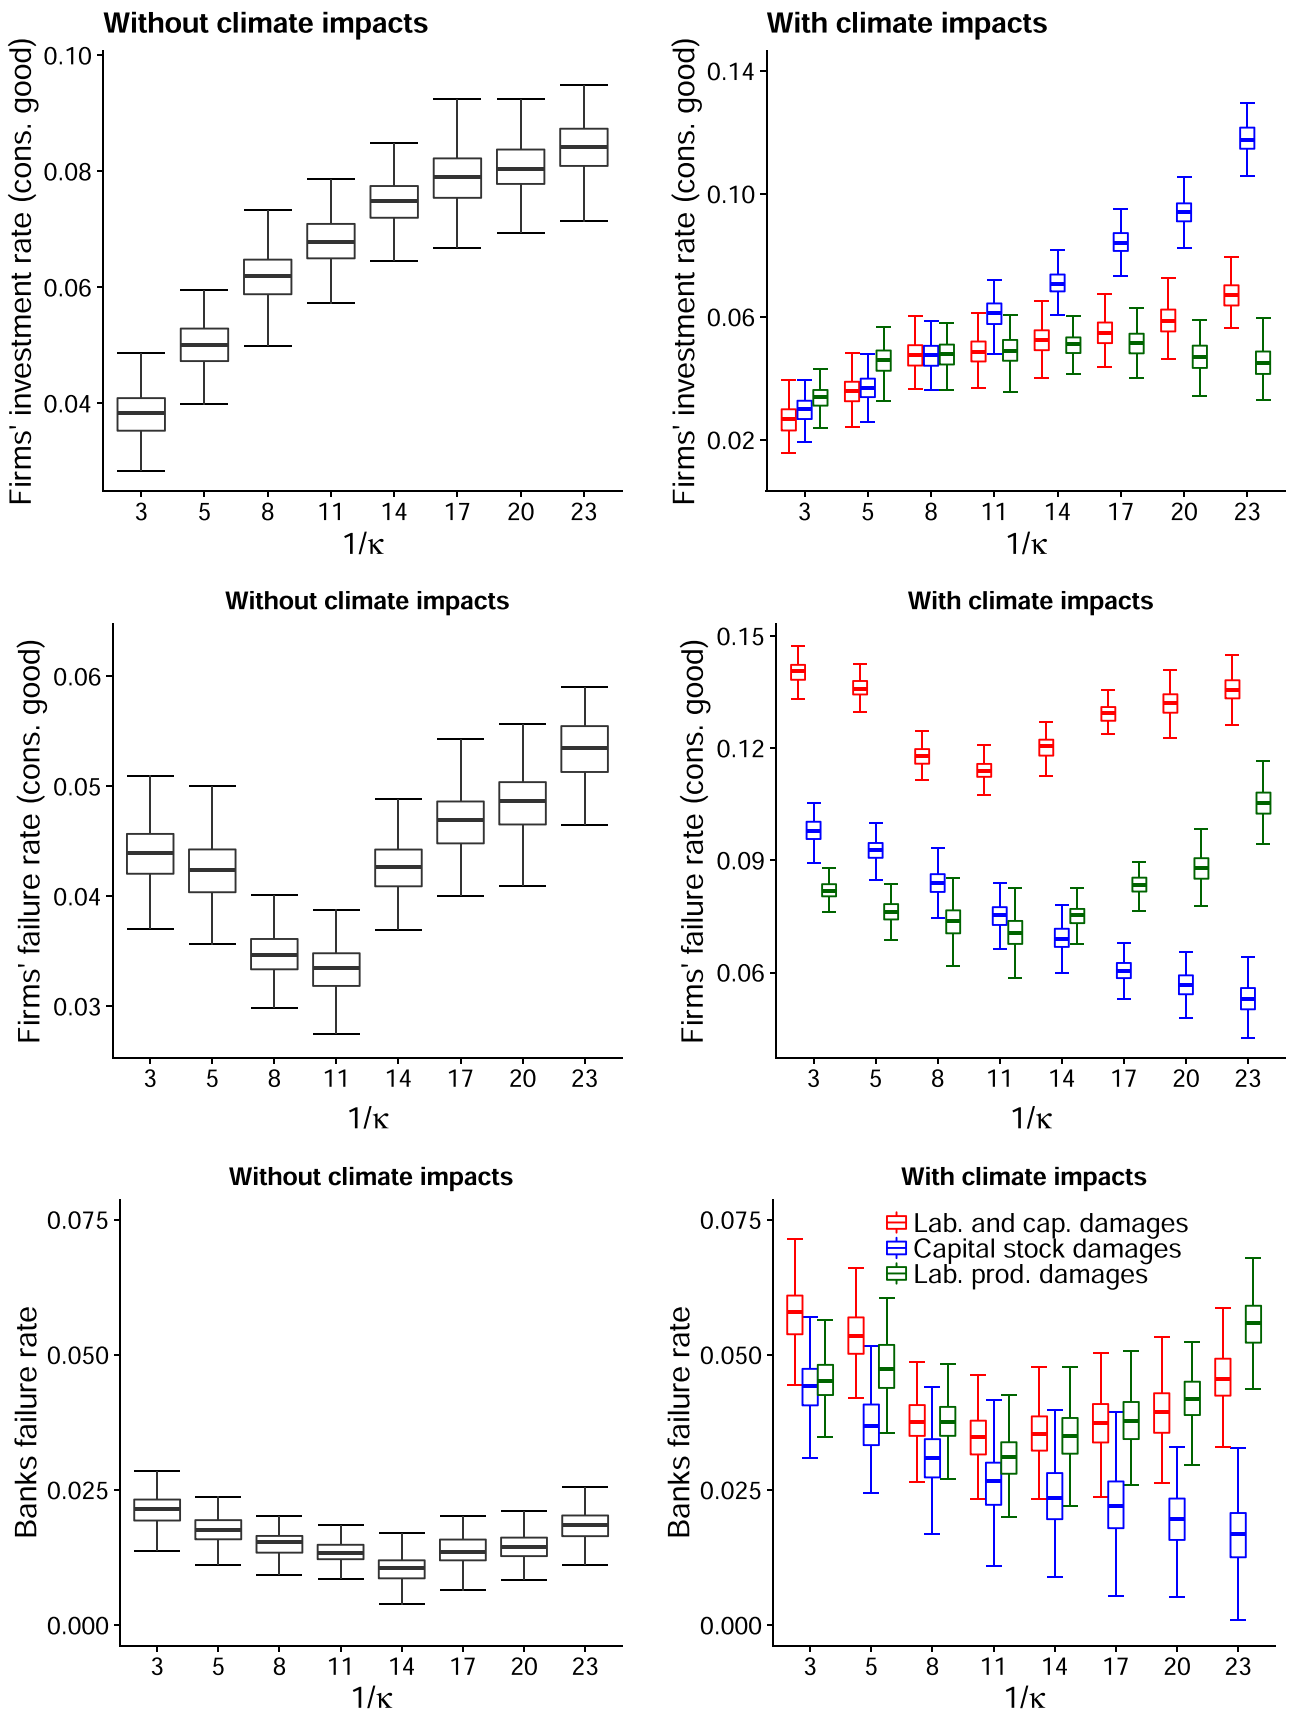 Without climate impacts
Firms' investment rate (cons. good)
0.10
0.08
0.06
0.04
3 5 8 11 14 17 20 23
1/κ
With climate impacts
Firms' investment rate (cons. good)
0.14
0.10
0.06
0.02
3 5 8 11 14 17 20 23
1/κ
Without climate impacts
Firms' failure rate (cons. good)
0.06
0.05
0.04
0.03
3 5 8 11 14 17 20 23
1/κ
With climate impacts
Firms' failure rate (cons. good)
0.15
0.12
0.09
0.06
3 5 8 11 14 17 20 23
1/κ
Without climate impacts
Banks failure rate
0.075
0.050
0.025
0.000
3 5 8 11 14 17 20 23
1/κ
With climate impacts
Banks failure rate
0.075
0.050
0.025
0.000
Lab. and cap. damages
Capital stock damages
Lab. prod. damages
3 5 8 11 14 17 20 23
1/κ